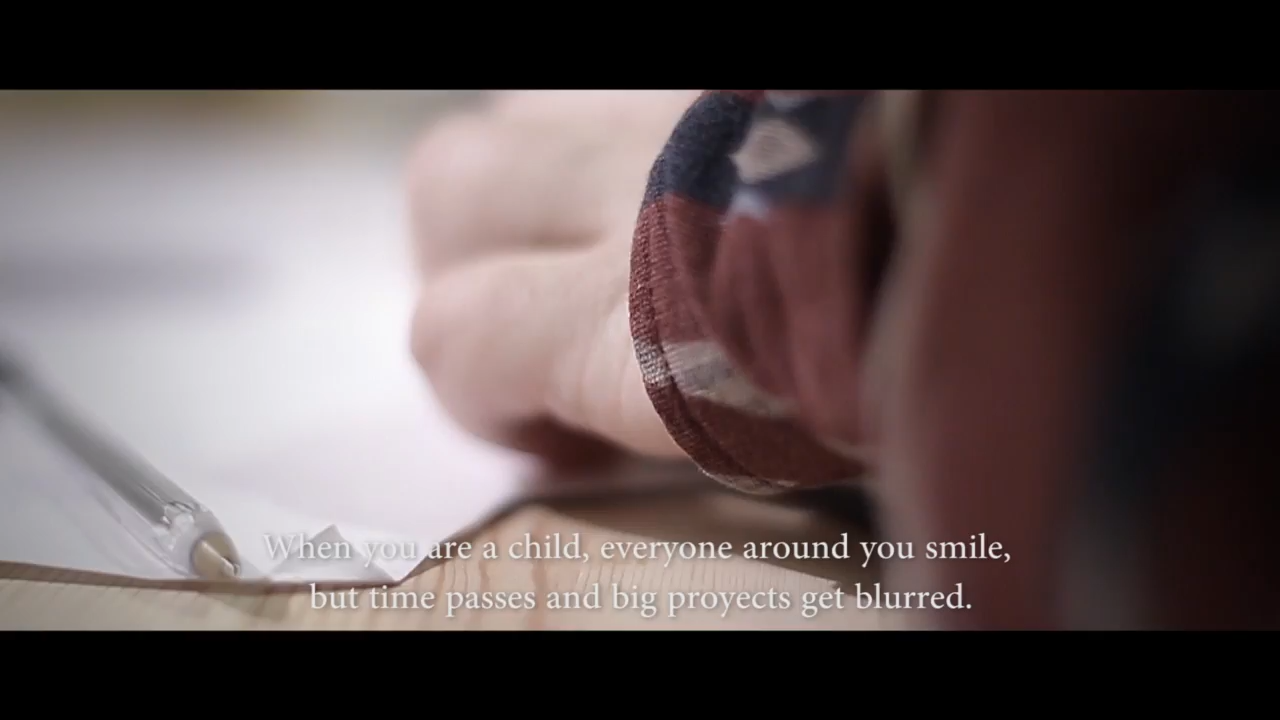 When you are a child, everyone around you smile,
but time passes and big proyects get blurred.